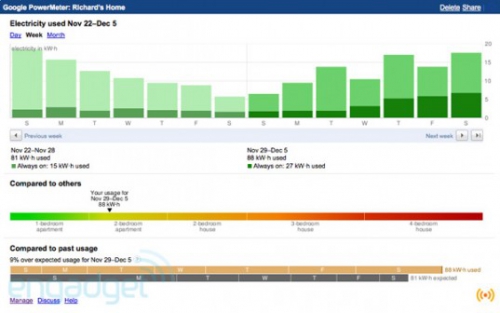 Google PowerMeter: Richard's Home Delete Share
Electricity used Nov 22–Dec 5
Day Week Month
electricity in kW·h
20
15
10
5
0
S M T W T F S S M T W T F S
Previous week Next week
Nov 22–Nov 28 Nov 29–Dec 5
81 kW·h used 88 kW·h used
Always on: 15 kW·h used Always on: 27 kW·h used
Compared to others
Your usage for
Nov 29–Dec 5
88 kW·h
1-bedroom 2-bedroom 2-bedroom 3-bedroom 4-bedroom
apartment apartment house house house
Compared to past usage
9% over expected usage for Nov 29–Dec 5
S M T W T F S 88 kW·h used
S M T W T F S 81 kW·h expected
engadget
Manage Discuss Help